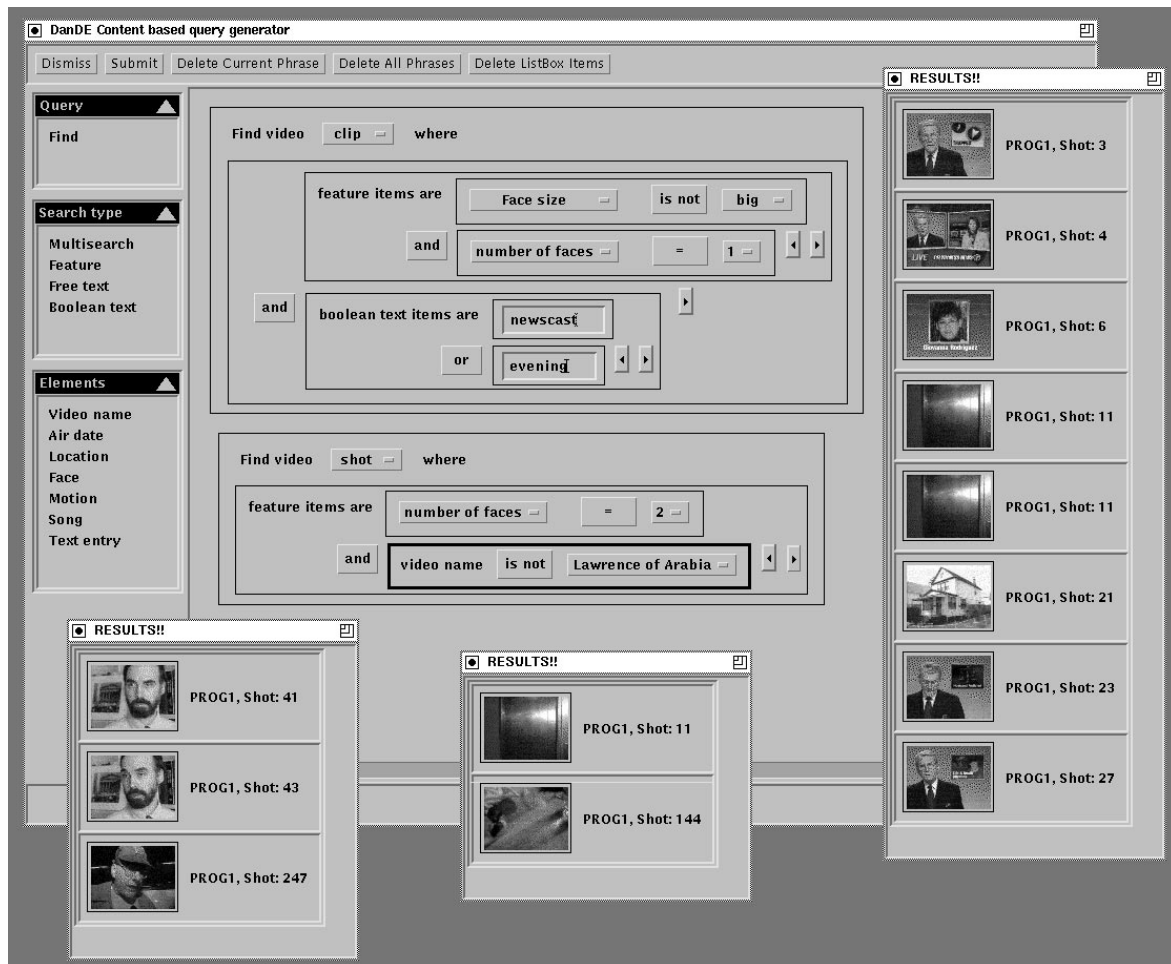 DanDE Content based query generator
Dismiss Submit Delete Current Phrase Delete All Phrases Delete ListBox Items
Query
Find
Search type
Multisearch
Feature
Free text
Boolean text
Elements
Video name
Air date
Location
Face
Motion
Song
Text entry
Find video clip where
feature items are Face size is not big
and number of faces = 1
and boolean text items are newscast
or evening
Find video shot where
feature items are number of faces = 2
and video name is not Lawrence of Arabia
RESULTS!!
PROG1, Shot: 41
PROG1, Shot: 43
PROG1, Shot: 247
RESULTS!!
PROG1, Shot: 11
PROG1, Shot: 144
RESULTS!!
PROG1, Shot: 3
LIVE
PROG1, Shot: 4
PROG1, Shot: 6
PROG1, Shot: 11
PROG1, Shot: 11
PROG1, Shot: 21
PROG1, Shot: 23
PROG1, Shot: 27